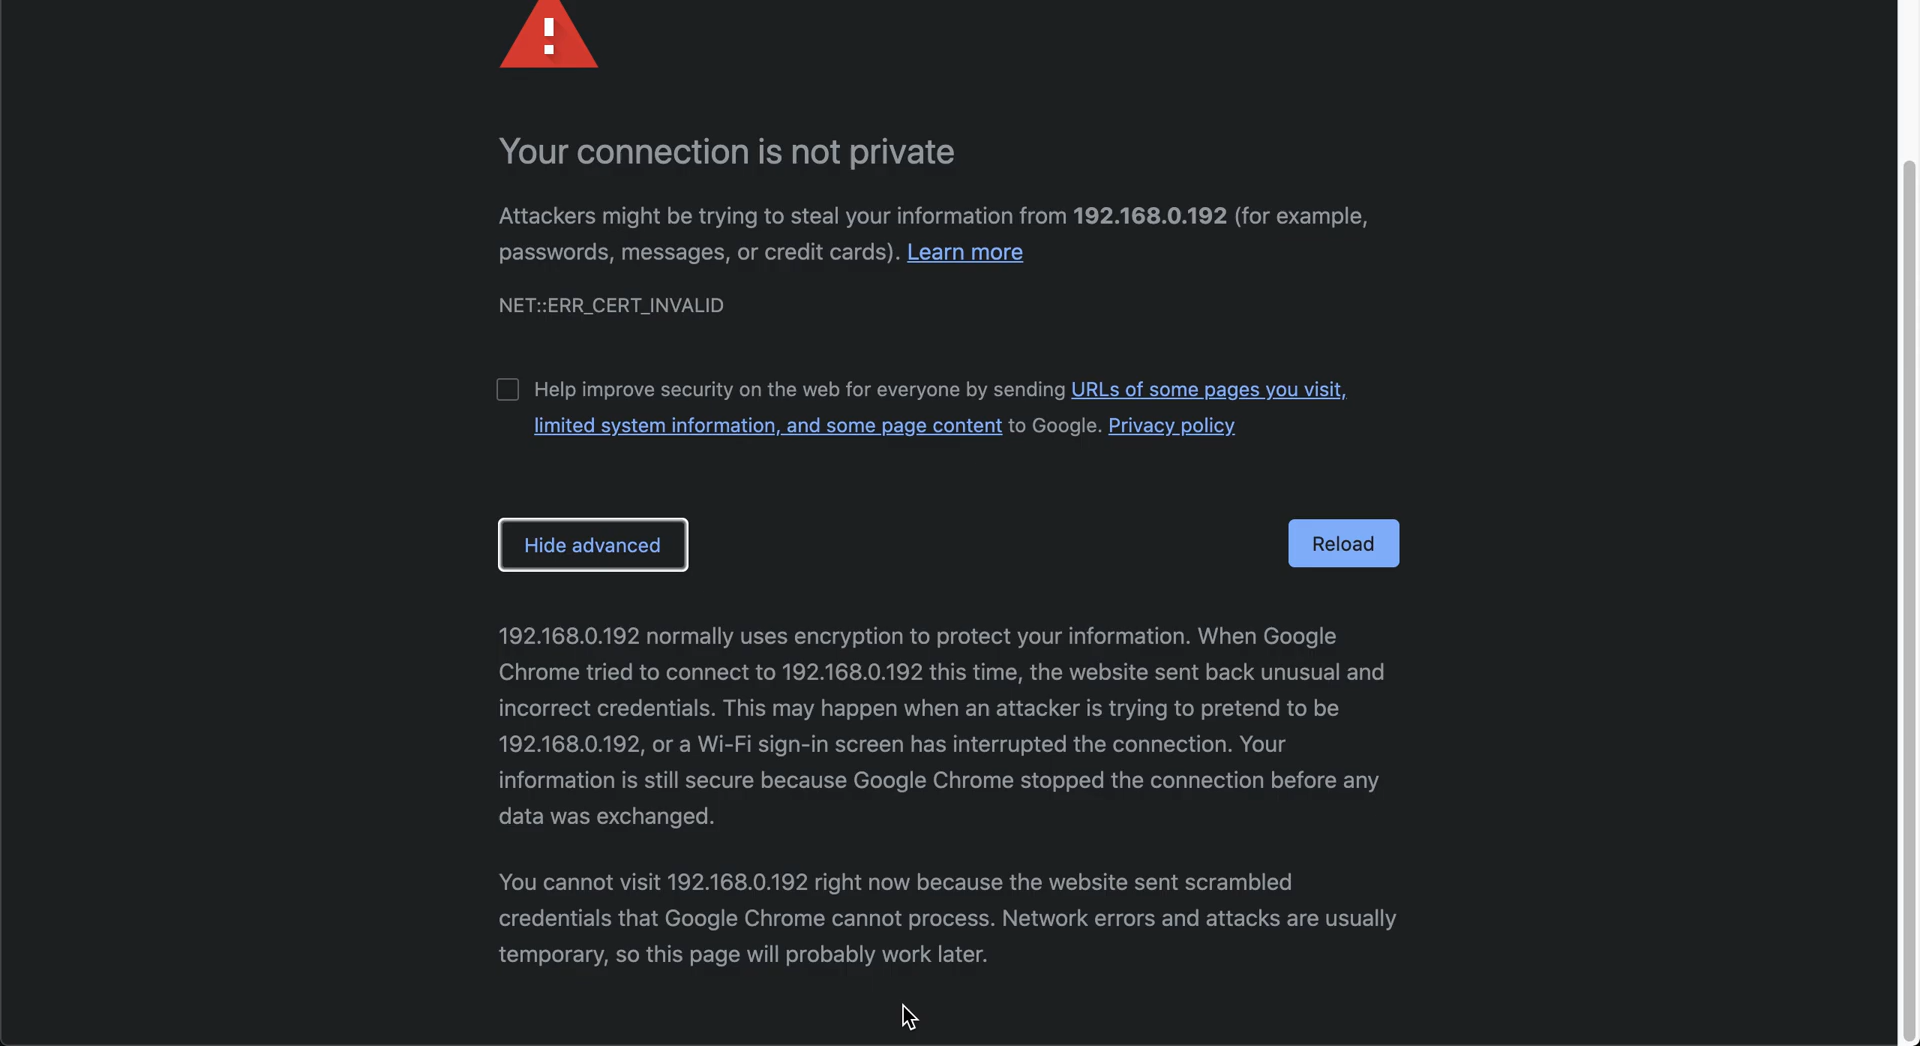 Your connection is not private
Attackers might be trying to steal your information from 192.168.0.192 (for example,
passwords, messages, or credit cards). Learn more
NET::ERR_CERT_INVALID
Help improve security on the web for everyone by sending URLs of some pages you visit,
limited system information, and some page content to Google. Privacy policy
Hide advanced
Reload
192.168.0.192 normally uses encryption to protect your information. When Google
Chrome tried to connect to 192.168.0.192 this time, the website sent back unusual and
incorrect credentials. This may happen when an attacker is trying to pretend to be
192.168.0.192, or a Wi-Fi sign-in screen has interrupted the connection. Your
information is still secure because Google Chrome stopped the connection before any
data was exchanged.
You cannot visit 192.168.0.192 right now because the website sent scrambled
credentials that Google Chrome cannot process. Network errors and attacks are usually
temporary, so this page will probably work later.